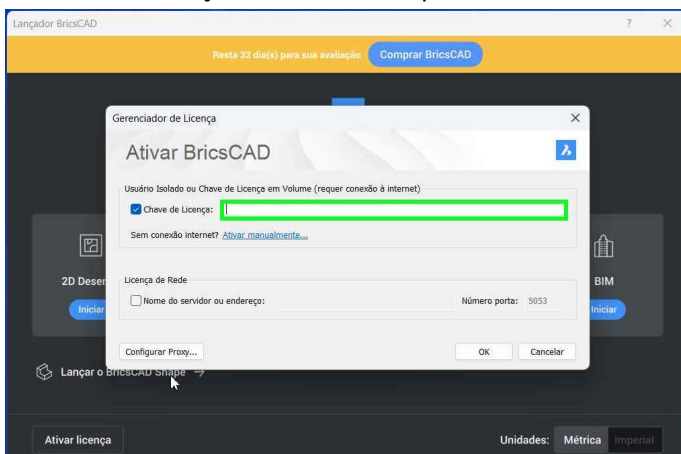 Lançador BricsCAD
Resta 32 dia(s) para sua avaliação
Comprar BricsCAD
Gerenciador de Licença
Ativar BricsCAD
Usuário Isolado ou Chave de Licença em Volume (requer conexão à internet)
Chave de Licença:
Sem conexão internet? Ativar manualmente...
2D Deser
BIM
Licença de Rede
Iniciar
Nome do servidor ou endereço:
Número porta: 5053
Iniciar
Configurar Proxy...
OK
Cancelar
Lançar o BricsCAD Shape →
Ativar licença
Unidades: Métrica Imperial